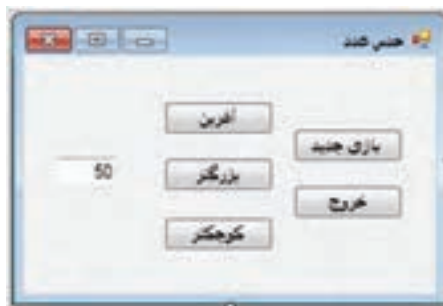 حدس عدد
آفرین
بازی جدید
بزرگتر
50
خروج
کوچکتر